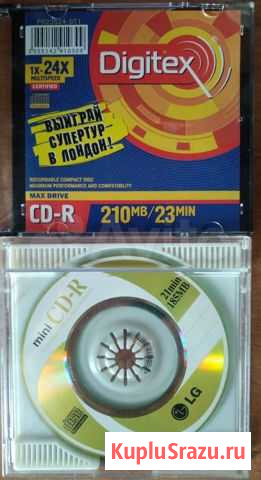 Digitex
1X-24X
MULTISPEED
CERTIFIED
ВЫИГРАЙ
СУПЕРТУР
В ЛОНДОН!
RECORDABLE COMPACT DISC
MAXIMUM PERFORMANCE AND COMPATIBILITY
MAX DRIVE
CD-R
210MB/23MIN
mini CD-R
21min
185MB
LG
KupluSrazu.ru